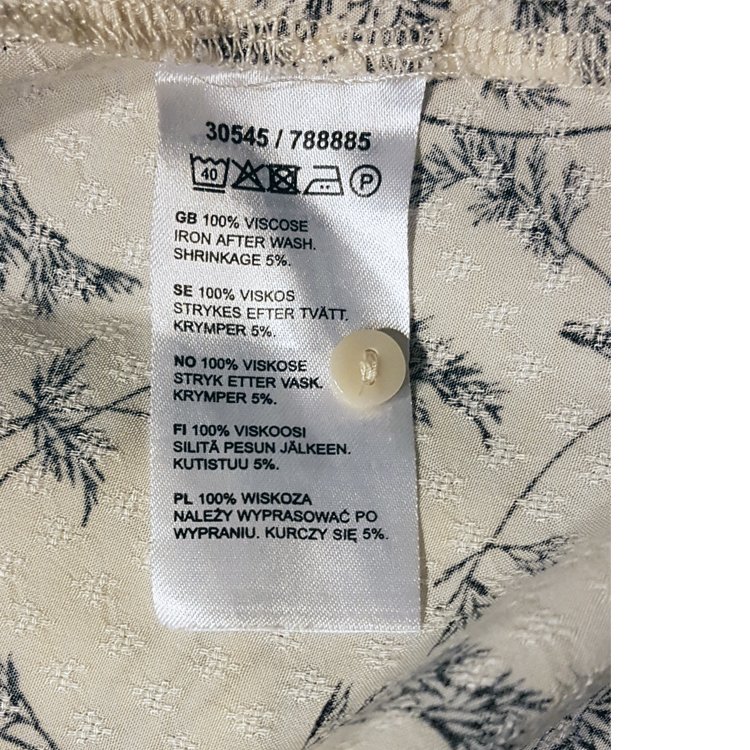 30545 / 788885
40 P
GB 100% VISCOSE
IRON AFTER WASH.
SHRINKAGE 5%.
SE 100% VISKOS
STRYKES EFTER TVÄTT.
KRYMPER 5%.
NO 100% VISKOSE
STRYK ETTER VASK.
KRYMPER 5%.
FI 100% VISKOOSI
SILITÄ PESUN JÄLKEEN.
KUTISTUU 5%.
PL 100% WISKOZA
NALEŻY WYPRASOWAĆ PO
WYPRANIU. KURCZY SIĘ 5%.